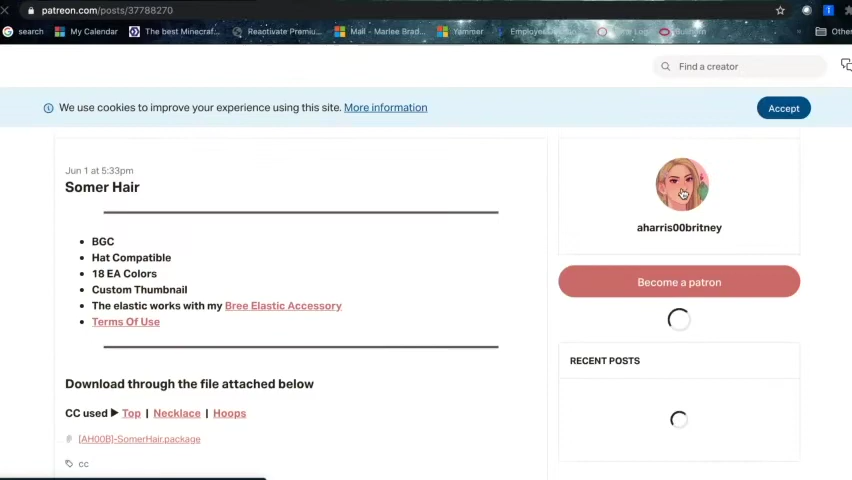 patreon.com/posts/37788270
search
My Calendar
The best Minecraf...
Reactivate Premiu...
Mail - Marlee Brad...
Yammer
Other
Find a creator
We use cookies to improve your experience using this site. More information
Accept
Jun 1 at 5:33pm
Somer Hair
BGC
Hat Compatible
18 EA Colors
Custom Thumbnail
The elastic works with my Bree Elastic Accessory
Terms Of Use
Download through the file attached below
CC used ▶ Top | Necklace | Hoops
[AH00B]-SomerHair.package
cc
aharris00britney
Become a patron
RECENT POSTS